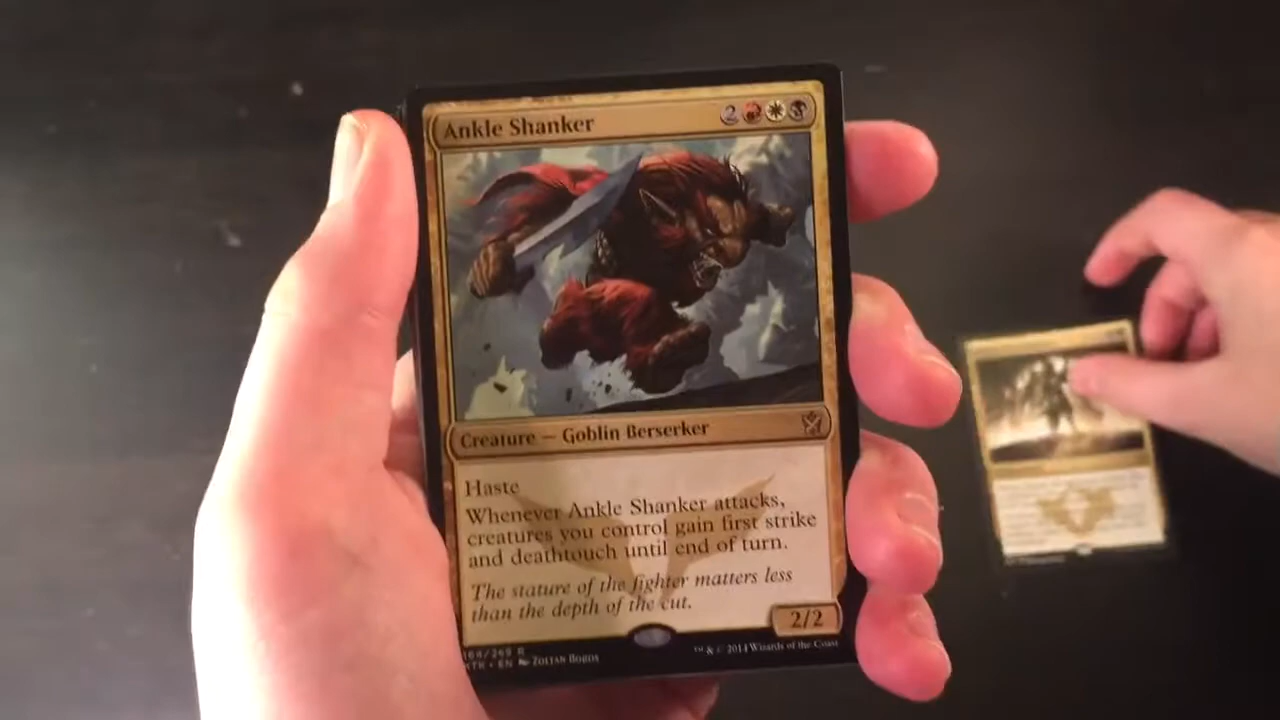 Ankle Shanker
2
Creature — Goblin Berserker
Haste
Whenever Ankle Shanker attacks,
creatures you control gain first strike
and deathtouch until end of turn.
The stature of the fighter matters less
than the depth of the cut.
2/2
164/269 R
KTK • EN Zoltan Boros
™ & © 2014 Wizards of the Coast